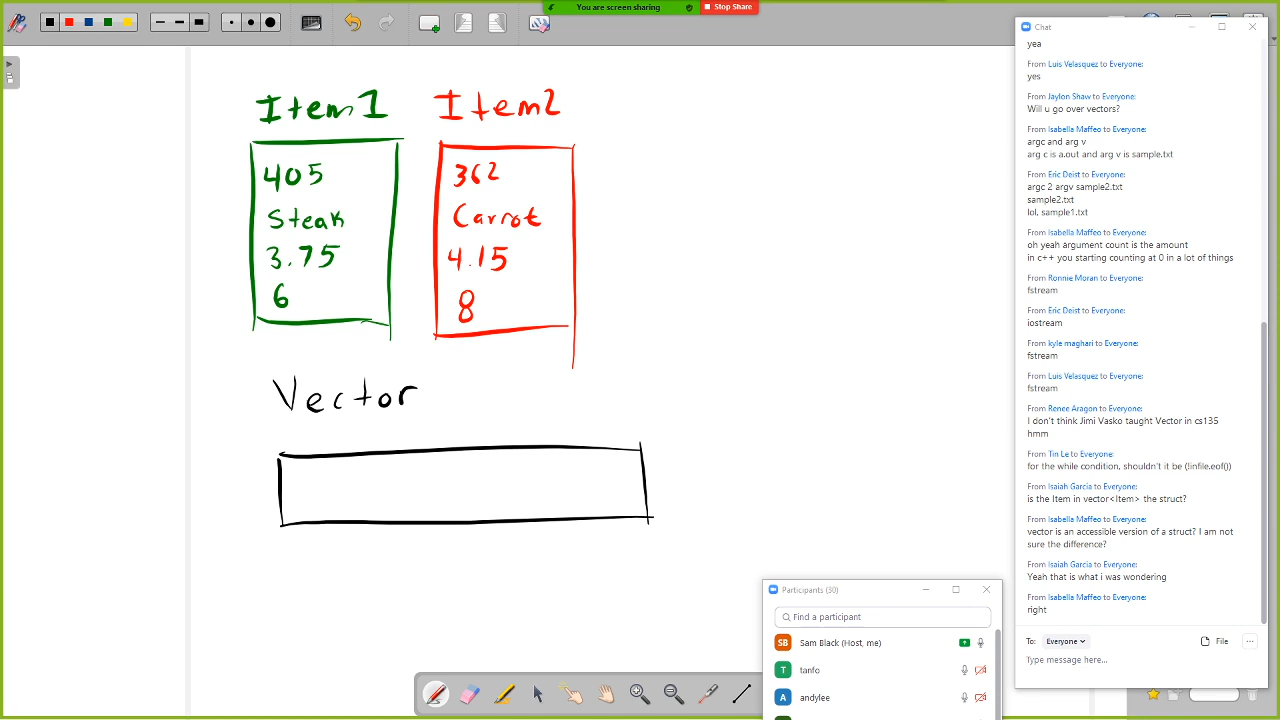 You are screen sharing
Stop Share
Item1
405
Steak
3.75
6
Item2
362
Carrot
4.15
8
Vector
Chat
yea
From Luis Velasquez to Everyone:
yes
From Jaylon Shaw to Everyone:
Will u go over vectors?
From Isabella Maffeo to Everyone:
argc and arg v
arg c is a.out and arg v is sample.txt
From Eric Deist to Everyone:
argc 2 argv sample2.txt
sample2.txt
lol, sample1.txt
From Isabella Maffeo to Everyone:
oh yeah argument count is the amount
in c++ you starting counting at 0 in a lot of things
From Ronnie Moran to Everyone:
fstream
From Eric Deist to Everyone:
iostream
From kyle maghari to Everyone:
fstream
From Luis Velasquez to Everyone:
fstream
From Renee Aragon to Everyone:
I don't think Jimi Vasko taught Vector in cs135
hmm
From Tin Le to Everyone:
for the while condition, shouldn't it be (!infile.eof())
From Isaiah Garcia to Everyone:
is the Item in vector<Item> the struct?
From Isabella Maffeo to Everyone:
vector is an accessible version of a struct? I am not
sure the difference?
From Isaiah Garcia to Everyone:
Yeah that is what i was wondering
From Isabella Maffeo to Everyone:
right
To: Everyone
File
Type message here...
Participants (30)
Find a participant
SB Sam Black (Host, me)
T tanfo
A andylee